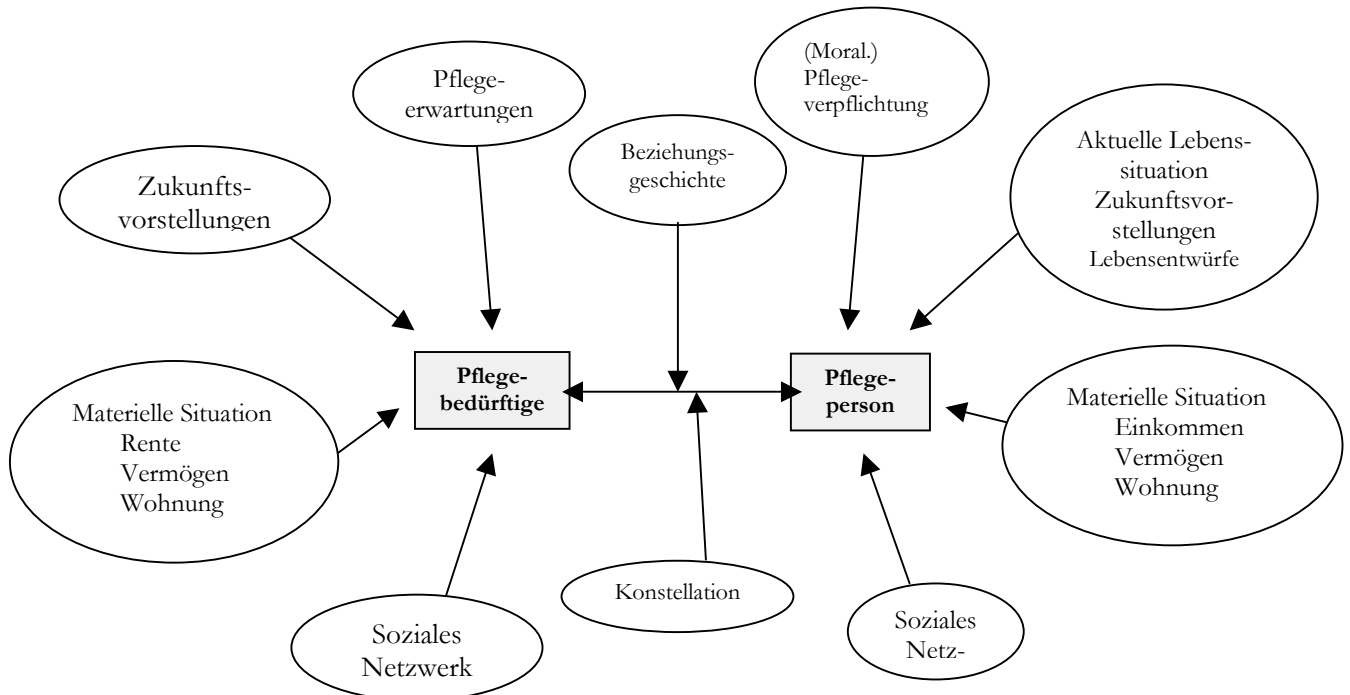 (Moral.)
Pflege-
verpflichtung
Pflege-
erwartungen
Beziehungs-
geschichte
Aktuelle Lebens-
situation
Zukunftsvor-
stellungen
Lebensentwürfe
Zukunfts-
vorstellungen
Pflege-
bedürftige
Pflege-
person
Materielle Situation
Rente
Vermögen
Wohnung
Materielle Situation
Einkommen
Vermögen
Wohnung
Konstellation
Soziales
Netzwerk
Soziales
Netz-